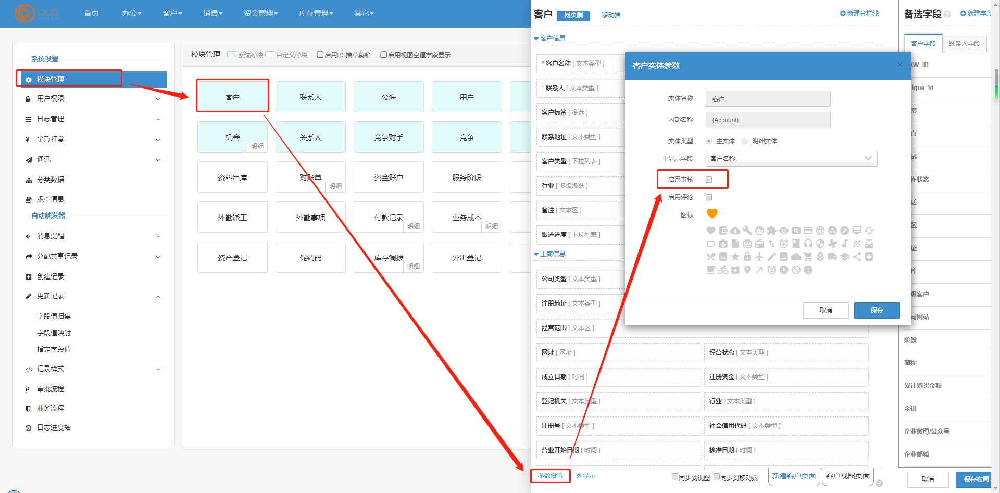 oca
首页
办公
客户
销售
资金管理
库存管理
其它
系统设置
模块管理
用户权限
日志管理
金币打赏
通讯
分类数据
版本信息
自动触发器
消息提醒
分配共享记录
创建记录
更新记录
字段值归集
字段值映射
指定字段值
记录样式
审批流程
业务流程
日志进度轴
模块管理 系统模块 自定义模块 启用PC端草稿箱 启用视图空值字段显示
客户 联系人 公海 用户
机会 明细 关系人 竞争对手 竞争
资料出库 对账单 明细 资金账户 服务阶段
外勤派工 外勤事项 付款记录 明细 业务成本 明细
资产登记 促销码 库存调拨 明细 外出登记
客户 网页端 移动端 新建分栏线
客户信息
* 客户名称 [ 文本类型 ]
* 联系人 [ 文本类型 ]
客户标签 [ 多选 ]
联系地址 [ 文本类型 ]
客户类型 [ 下拉列表 ]
行业 [ 多级级联 ]
备注 [ 文本区 ]
跟进进度 [ 下拉列表 ]
工商信息
公司类型 [ 文本类型 ]
注册地址 [ 文本类型 ]
经营范围 [ 文本区 ]
网址 [ 网址 ] 经营状态 [ 文本类型 ]
成立日期 [ 时间 ] 注册资金 [ 文本类型 ]
登记机关 [ 文本类型 ] 行业 [ 文本类型 ]
注册号 [ 文本类型 ] 社会信用代码 [ 文本类型 ]
营业开始日期 [ 时间 ] 核准日期 [ 时间 ]
参数设置 列显示 同步到视图 同步到移动端 新建客户页面 客户视图页面
客户实体参数
实体名称 客户
内部名称 [Account]
实体类型 主实体 明细实体
主显示字段 客户名称
启用审核
启用评论
图标
取消 保存
备选字段 新建字段
客户字段 联系人字段
AW_ID
ique_id
签
真
试
作状态
话
区
址
件
级客户
司网站
阶段
简称
累计购买金额
全拼
企业微博/公众号
企业邮箱
取消 保存布局